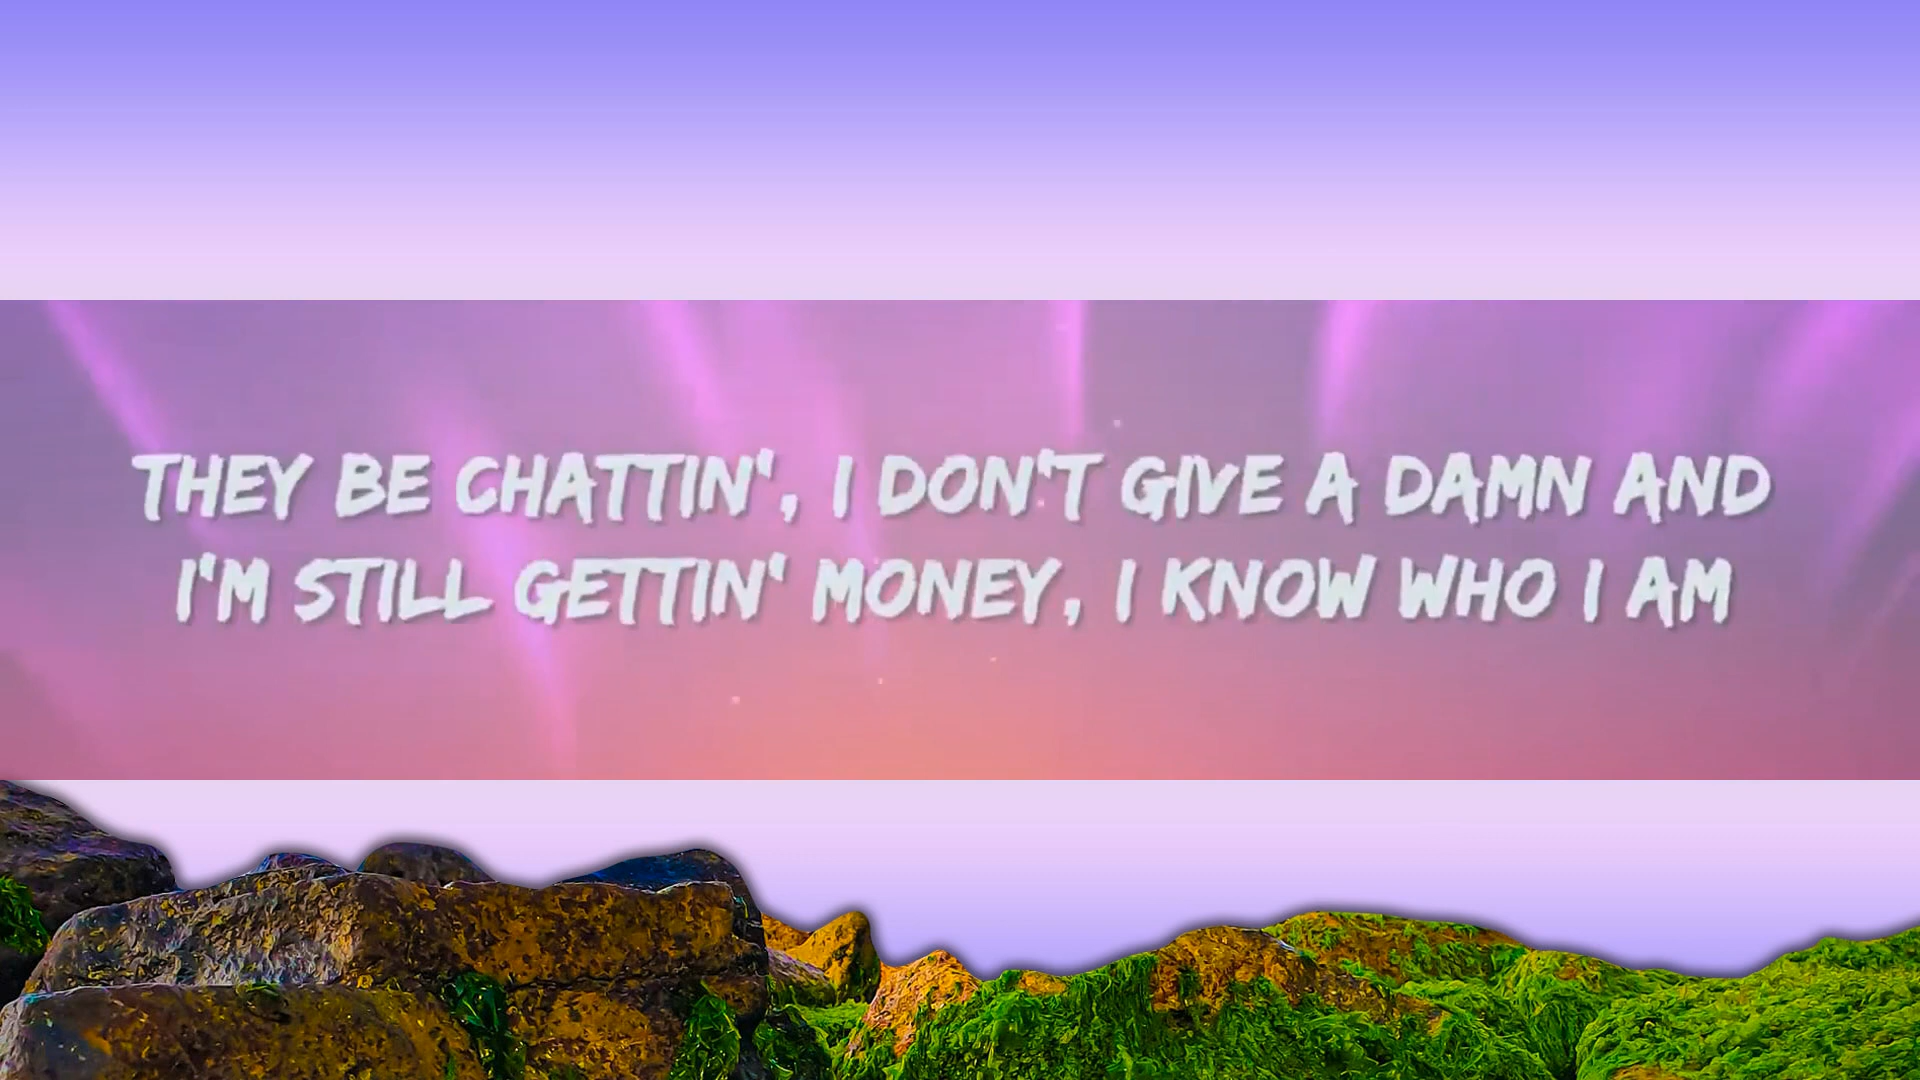 THEY BE CHATTIN', I DON'T GIVE A DAMN AND
I'M STILL GETTIN' MONEY, I KNOW WHO I AM